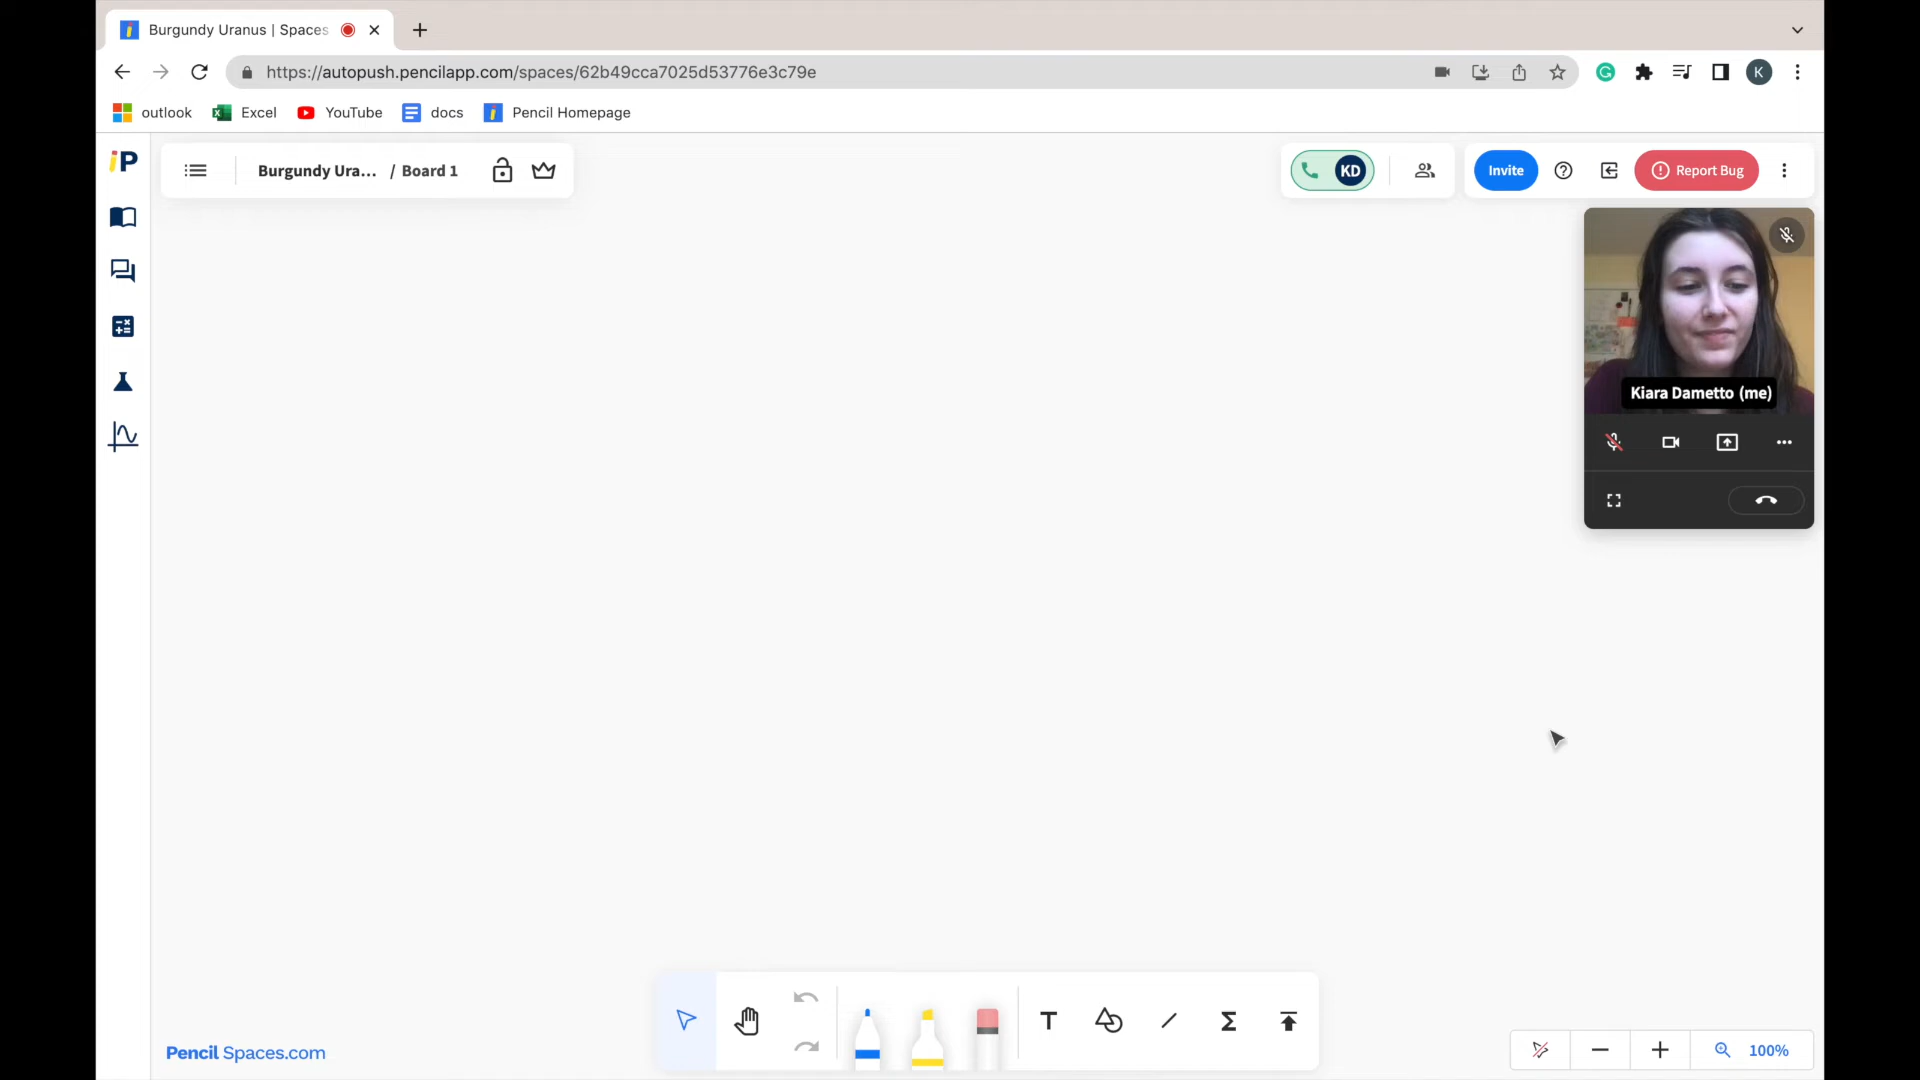 Burgundy Uranus | Spaces
https://autopush.pencilapp.com/spaces/62b49cca7025d53776e3c79e
K
outlook
Excel
YouTube
docs
Pencil Homepage
iP
Burgundy Ura... / Board 1
KD
Invite
Report Bug
Kiara Dametto (me)
T
Σ
Pencil Spaces.com
100%